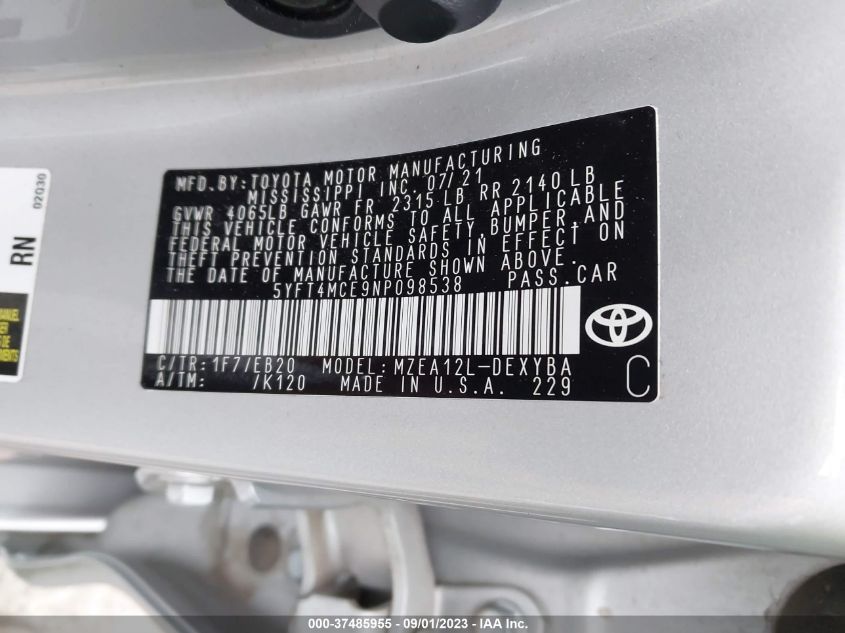 MFD. BY: TOYOTA MOTOR MANUFACTURING
MISSISSIPPI INC. 07/21
GVWR 4065LB GAWR FR 2315 LB RR 2140 LB
THIS VEHICLE CONFORMS TO ALL APPLICABLE
FEDERAL MOTOR VEHICLE SAFETY, BUMPER, AND
THEFT PREVENTION STANDARDS IN EFFECT ON
THE DATE OF MANUFACTURE SHOWN ABOVE.
5YFT4MCE9NP098538 PASS. CAR
C/TR: 1F7/EB20 MODEL: MZEA12L-DEXYBA
A/TM: /K120 MADE IN U.S.A. 229
C
RN 02030
000-37485955 - 09/01/2023 - © IAA Inc.